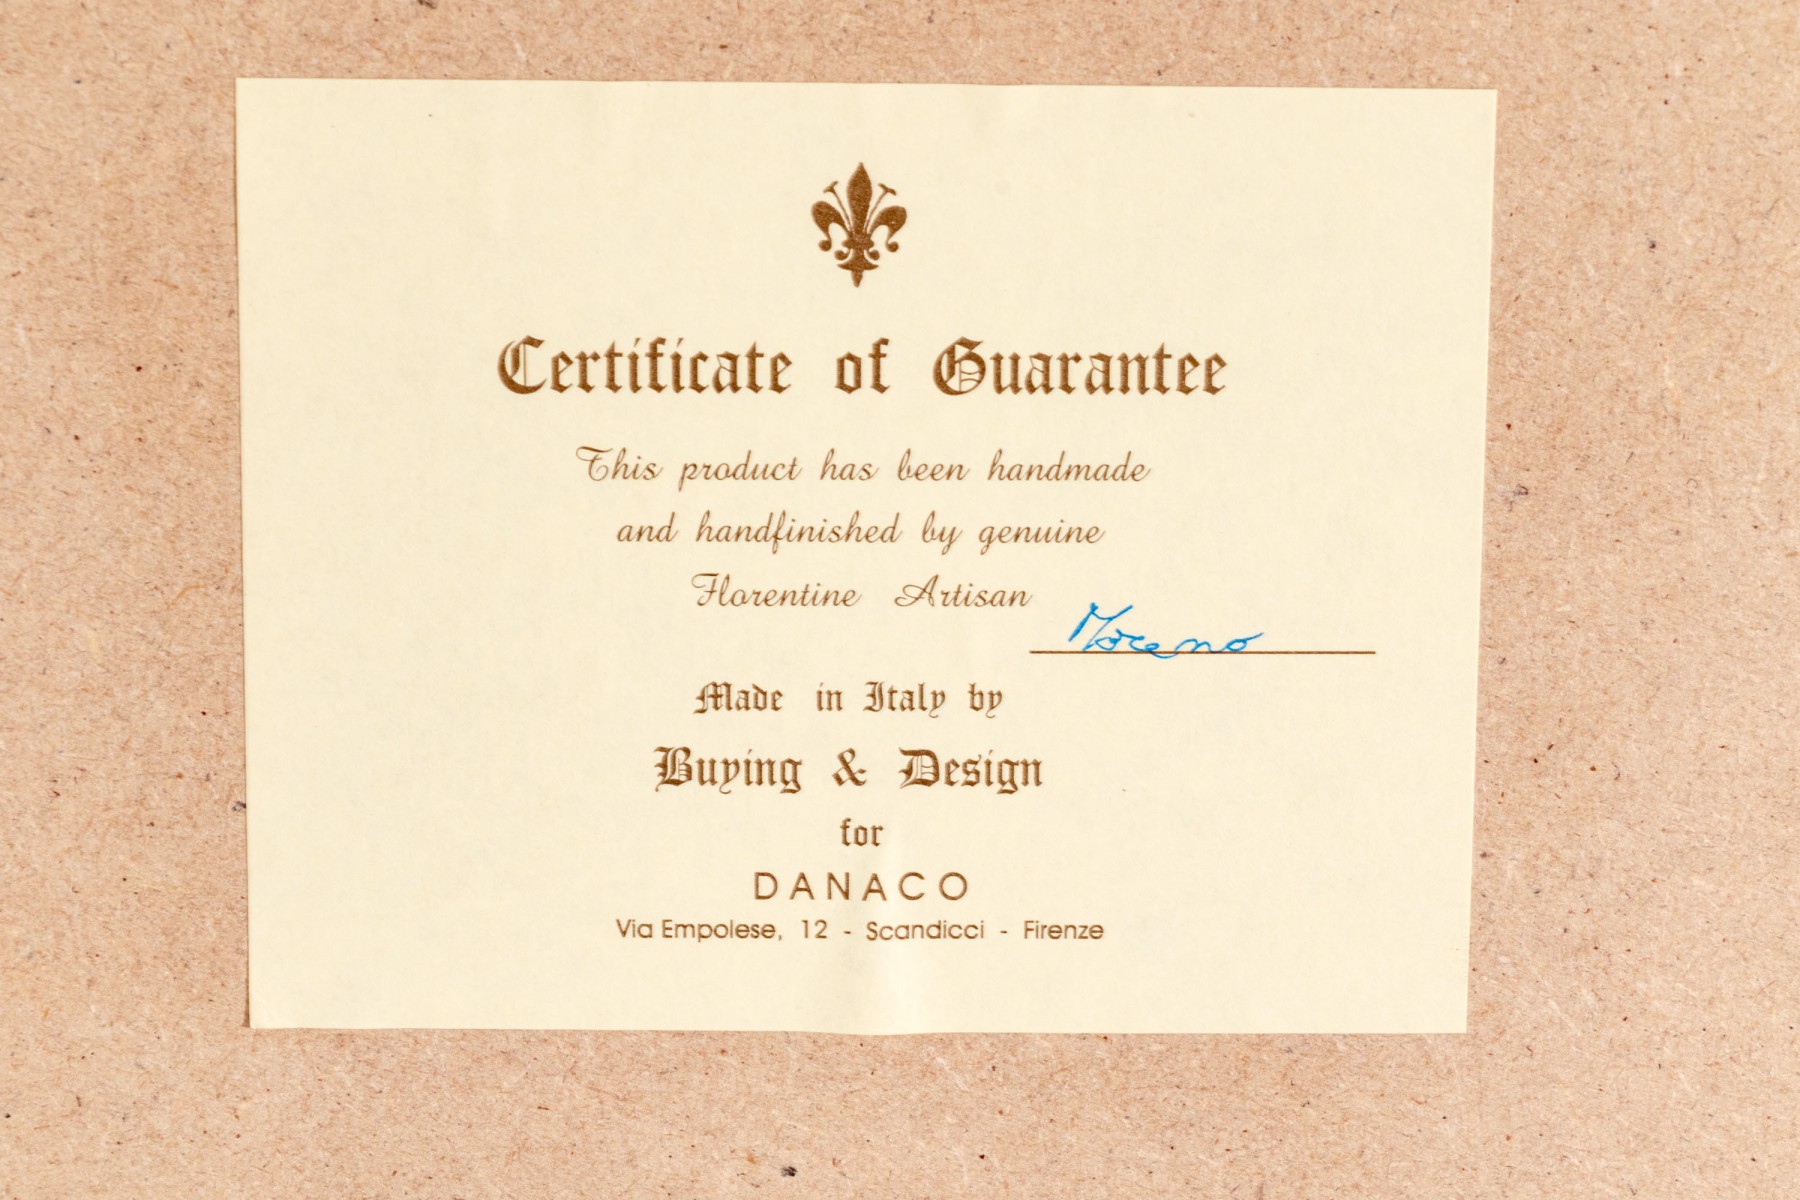 Certificate of Guarantee
This product has been handmade
and handfinished by genuine
Florentine Artisan Moreno
Made in Italy by
Buying & Design
for
DANACO
Via Empolese, 12 - Scandicci - Firenze